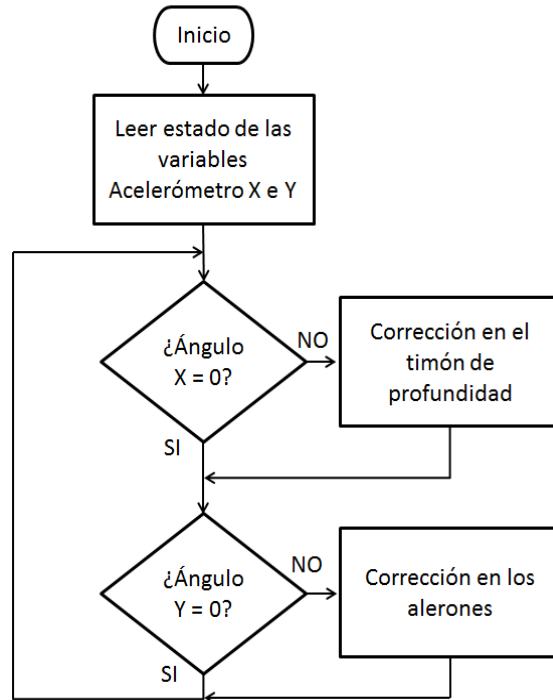 Inicio
Leer estado de las
variables
Acelerómetro X e Y
¿Ángulo
X = 0?
NO
Corrección en el
timón de
profundidad
SI
¿Ángulo
Y = 0?
NO
Corrección en los
alerones
SI